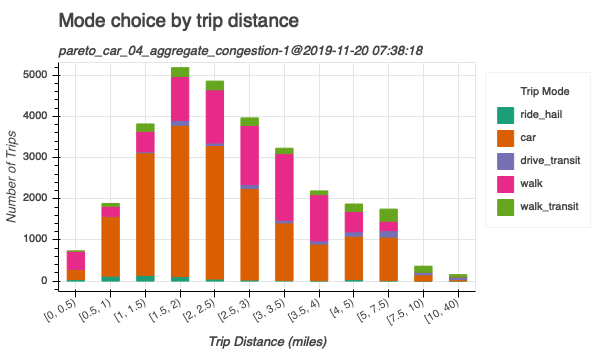 Mode choice by trip distance
pareto_car_04_aggregate_congestion-1@2019-11-20 07:38:18
5000
4000
3000
2000
1000
0
Number of Trips
[0, 0.5)
[0.5, 1)
[1, 1.5)
[1.5, 2)
[2, 2.5)
[2.5, 3)
[3, 3.5)
[3.5, 4)
[4, 5)
[5, 7.5)
[7.5, 10)
[10, 40)
Trip Distance (miles)
Trip Mode
ride_hail
car
drive_transit
walk
walk_transit